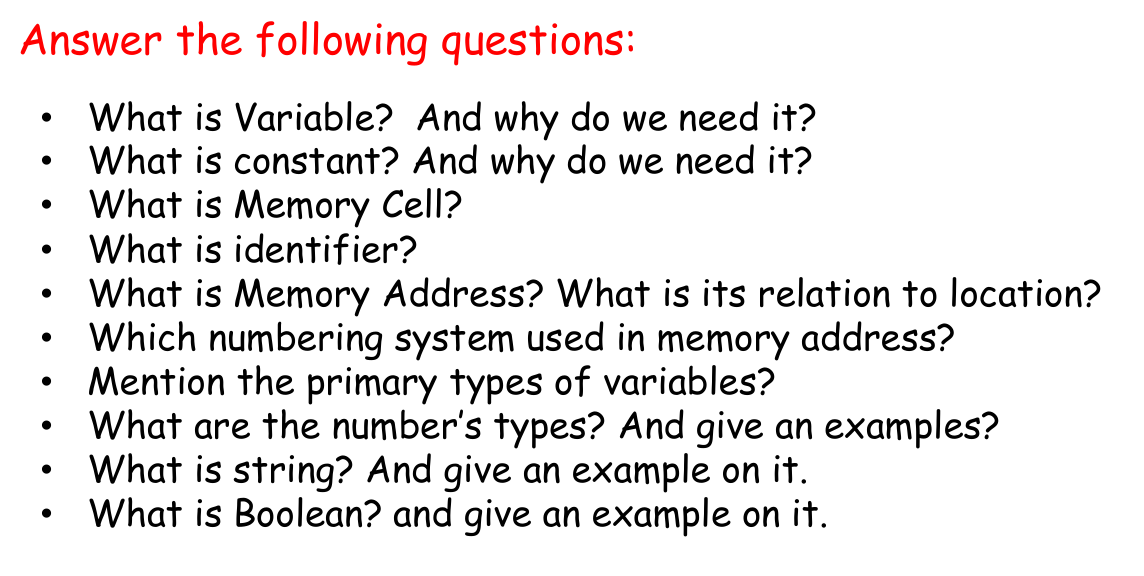 Answer the following questions:
• What is Variable?  And why do we need it?
• What is constant? And why do we need it?
• What is Memory Cell?
• What is identifier?
• What is Memory Address? What is its relation to location?
• Which numbering system used in memory address?
• Mention the primary types of variables?
• What are the number’s types? And give an examples?
• What is string? And give an example on it.
• What is Boolean? and give an example on it.